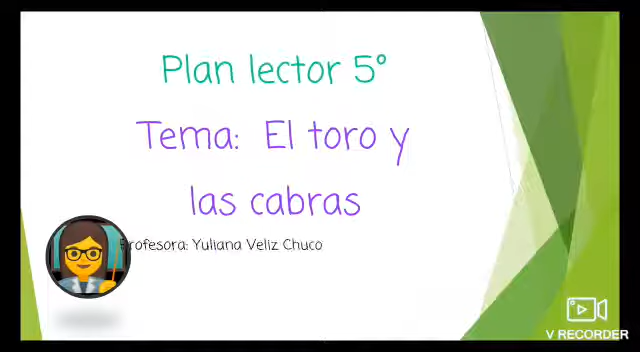 Plan lector 5°
Tema: El toro y
las cabras
Profesora: Yuliana Veliz Chuco
V RECORDER